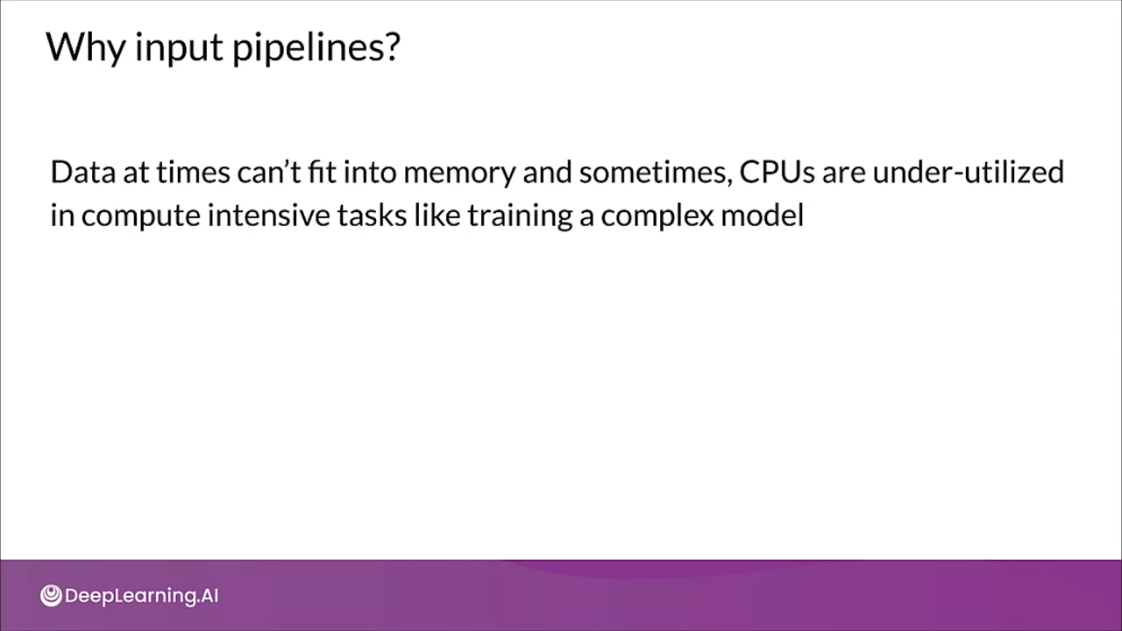 Why input pipelines?
Data at times can’t fit into memory and sometimes, CPUs are under-utilized
in compute intensive tasks like training a complex model
DeepLearning.AI